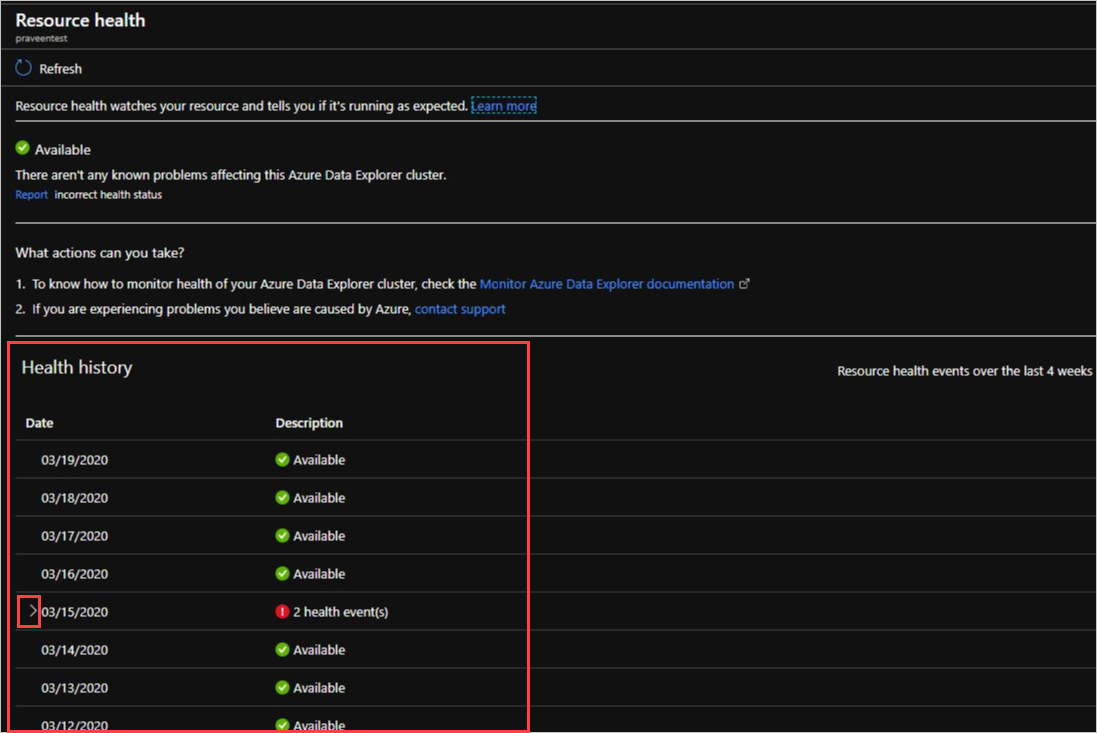 Resource health
praveentest
Refresh
Resource health watches your resource and tells you if it's running as expected. Learn more
Available
There aren't any known problems affecting this Azure Data Explorer cluster.
Report incorrect health status
What actions can you take?
1. To know how to monitor health of your Azure Data Explorer cluster, check the Monitor Azure Data Explorer documentation
2. If you are experiencing problems you believe are caused by Azure, contact support
Health history Resource health events over the last 4 weeks
Date Description
03/19/2020 Available
03/18/2020 Available
03/17/2020 Available
03/16/2020 Available
03/15/2020 2 health event(s)
03/14/2020 Available
03/13/2020 Available
03/12/2020 Available